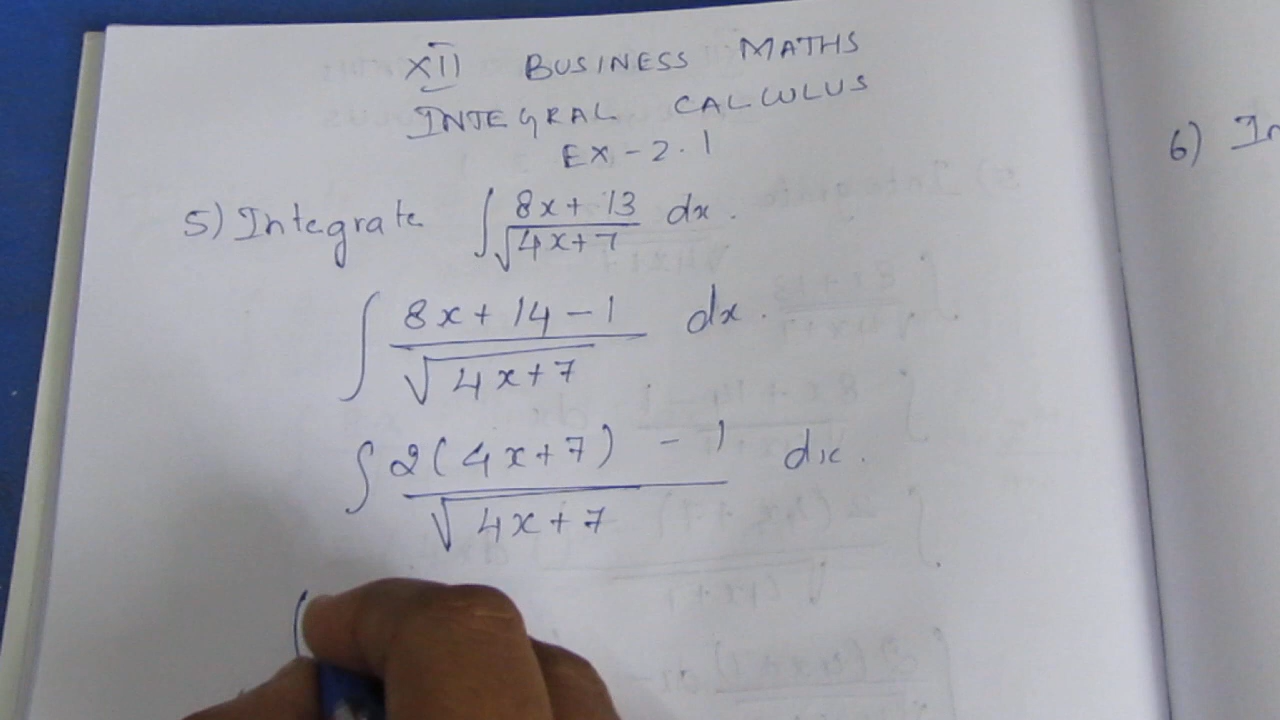 XII BUSINESS MATHS
INTEGRAL CALCULUS
EX-2.1
5) Integrate ∫ 8x+13 / √4x+7 dx.
∫ 8x+14-1 / √4x+7 dx.
∫ 2(4x+7) - 1 / √4x+7 dx.
6)